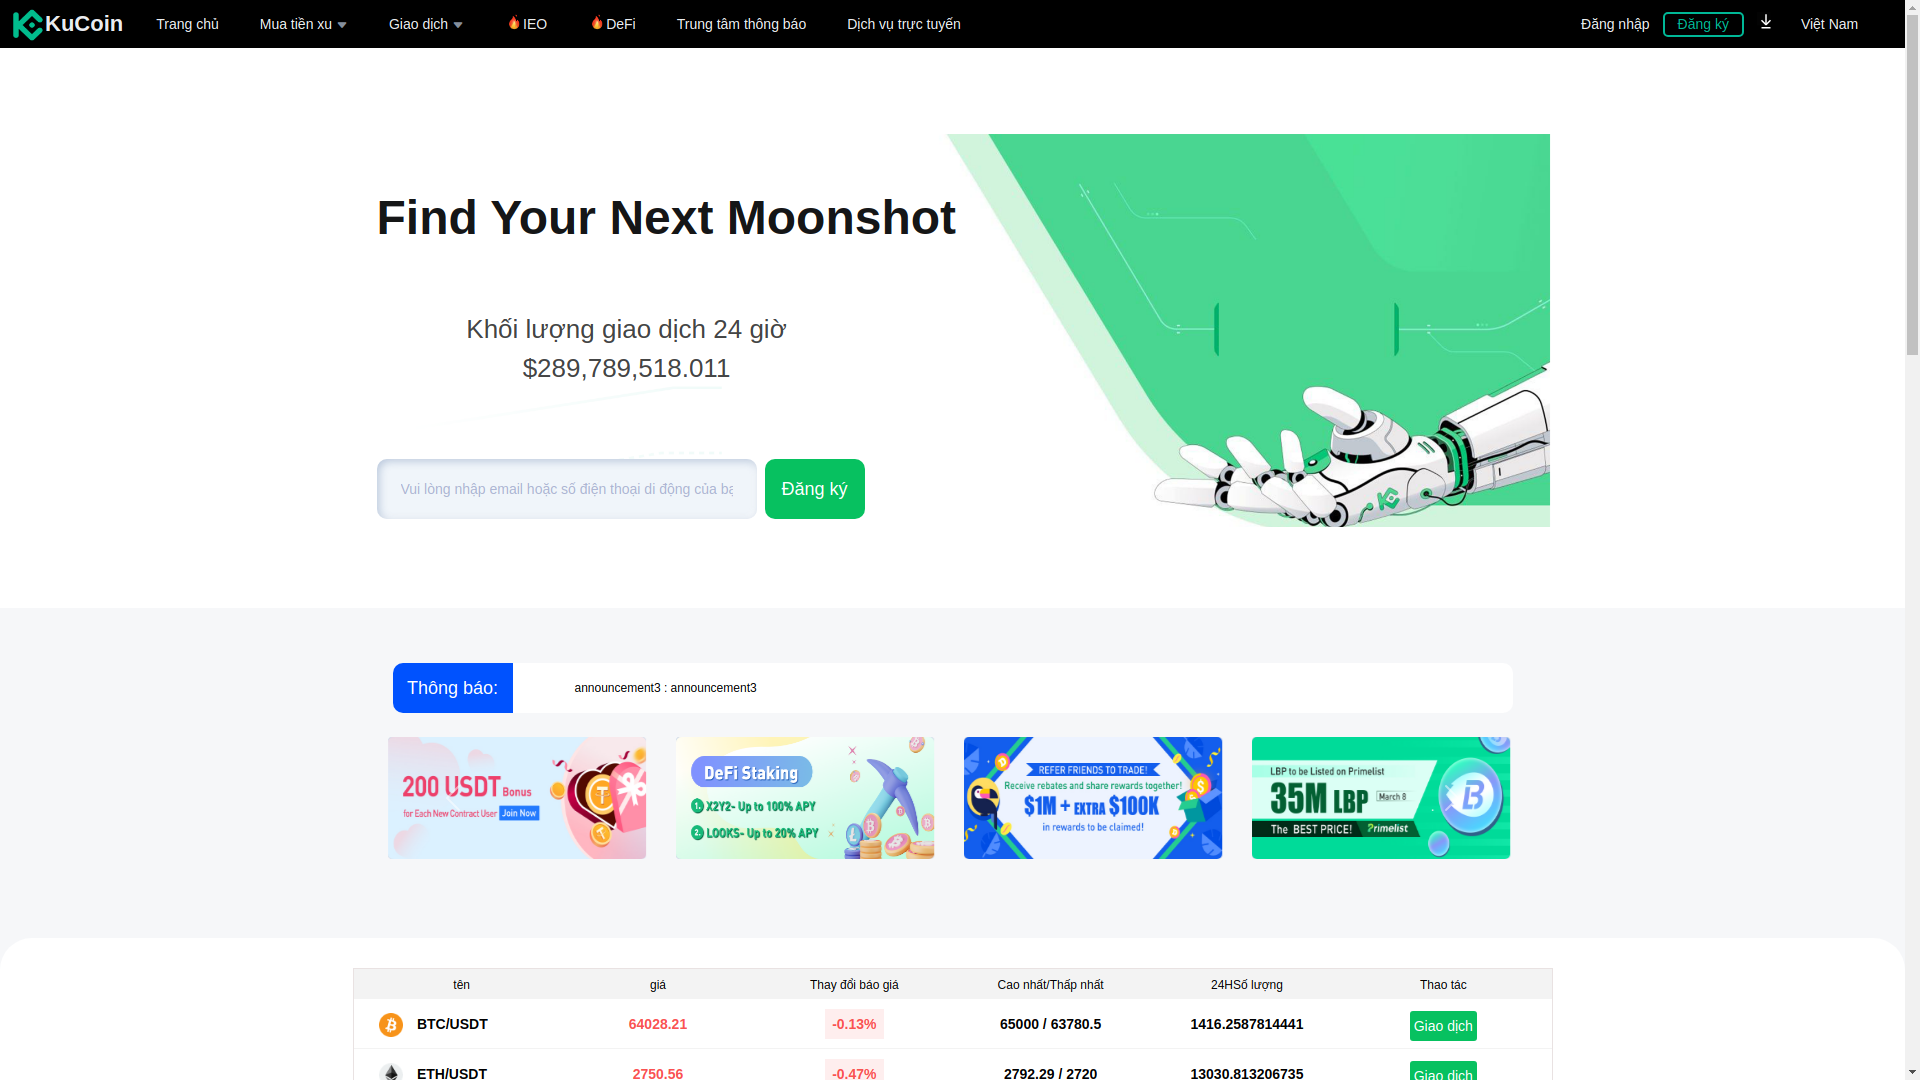 KuCoin
Trang chủ
Mua tiền xu
Giao dịch
IEO
DeFi
Trung tâm thông báo
Dịch vụ trực tuyến
Đăng nhập
Đăng ký
Việt Nam
Find Your Next Moonshot
Khối lượng giao dịch 24 giờ
$289,789,518.011
Vui lòng nhập email hoặc số điện thoại di động của bạ
Đăng ký
Thông báo:
announcement3 : announcement3
200 USDT Bonus
for Each New Contract User Join Now
DeFi Staking
1. X2Y2- Up to 100% APY
2. LOOKS- Up to 20% APY
REFER FRIENDS TO TRADE!
Receive rebates and share rewards together!
$1M + EXTRA $100K
in rewards to be claimed!
LBP to be Listed on Primelist
35M LBP March 8
The BEST PRICE! Primelist
tên giá Thay đổi báo giá Cao nhất/Thấp nhất 24HSố lượng Thao tác
BTC/USDT 64028.21 -0.13% 65000 / 63780.5 1416.2587814441 Giao dịch
ETH/USDT 2750.56 -0.47% 2792.29 / 2720 13030.813206735 Giao dịch